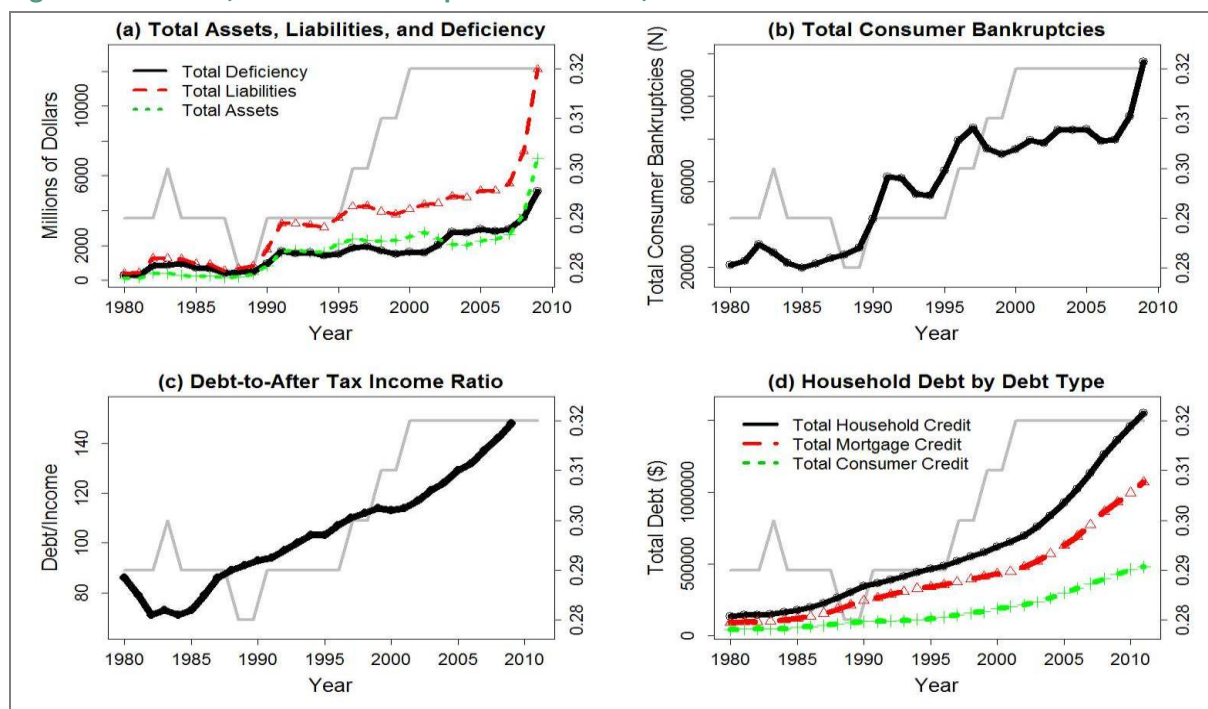 (a) Total Assets, Liabilities, and Deficiency
Millions of Dollars
0 2000 6000 10000
Total Deficiency
Total Liabilities
Total Assets
0.28 0.29 0.30 0.31 0.32
1980 1985 1990 1995 2000 2005 2010
Year
(b) Total Consumer Bankruptcies
Total Consumer Bankruptcies (N)
20000 60000 100000
0.28 0.29 0.30 0.31 0.32
1980 1985 1990 1995 2000 2005 2010
Year
(c) Debt-to-After Tax Income Ratio
Debt/Income
80 100 120 140
0.28 0.29 0.30 0.31 0.32
1980 1985 1990 1995 2000 2005 2010
Year
(d) Household Debt by Debt Type
Total Debt ($)
0 500000 1000000
Total Household Credit
Total Mortgage Credit
Total Consumer Credit
0.28 0.29 0.30 0.31 0.32
1980 1985 1990 1995 2000 2005 2010
Year